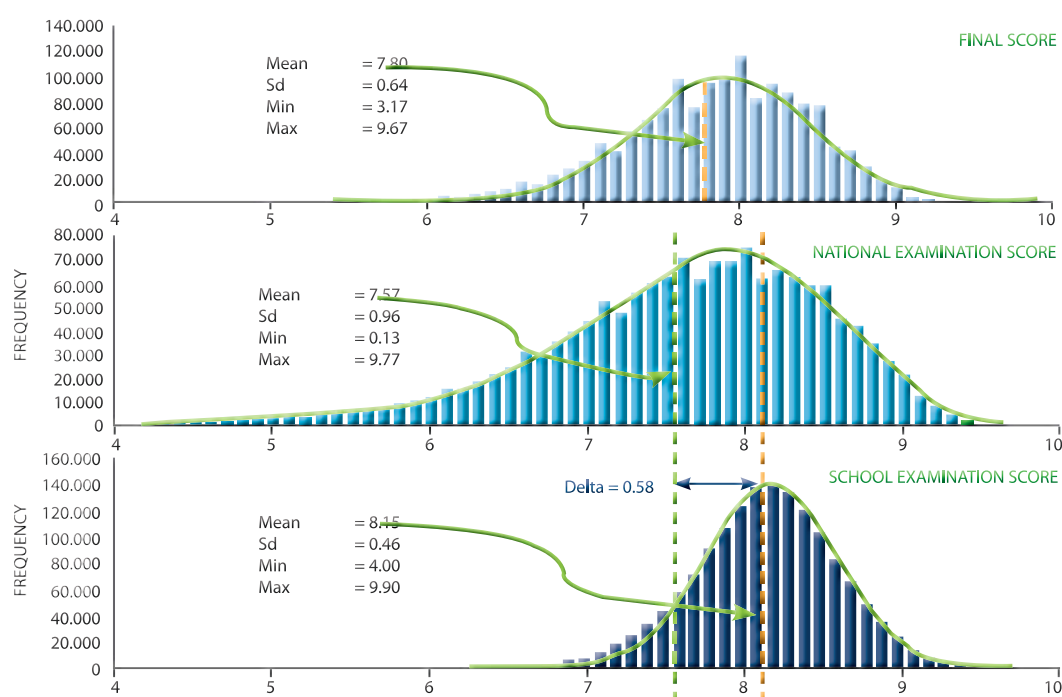 FINAL SCORE
140.000
120.000
100.000
80.000
60.000
40.000
20.000
0
Mean = 7.80
Sd = 0.64
Min = 3.17
Max = 9.67
4 5 6 7 8 9 10
NATIONAL EXAMINATION SCORE
FREQUENCY
80.000
70.000
60.000
50.000
40.000
30.000
20.000
10.000
0
Mean = 7.57
Sd = 0.96
Min = 0.13
Max = 9.77
4 5 6 7 8 9 10
SCHOOL EXAMINATION SCORE
FREQUENCY
160.000
140.000
120.000
100.000
80.000
60.000
40.000
20.000
0
Delta = 0.58
Mean = 8.15
Sd = 0.46
Min = 4.00
Max = 9.90
4 5 6 7 8 9 10